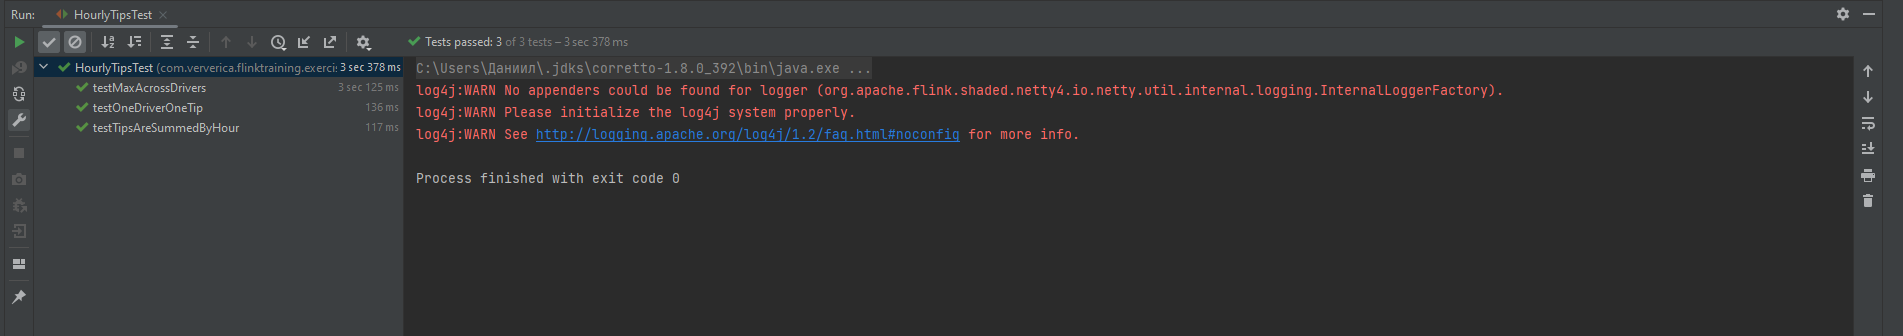 Run: HourlyTipsTest
Tests passed: 3 of 3 tests – 3 sec 378 ms
HourlyTipsTest (com.ververica.flinktraining.exercis 3 sec 378 ms
testMaxAcrossDrivers 3 sec 125 ms
testOneDriverOneTip 136 ms
testTipsAreSummedByHour 117 ms
C:\Users\Даниил\.jdks\corretto-1.8.0_392\bin\java.exe ...
log4j:WARN No appenders could be found for logger (org.apache.flink.shaded.netty4.io.netty.util.internal.logging.InternalLoggerFactory).
log4j:WARN Please initialize the log4j system properly.
log4j:WARN See http://logging.apache.org/log4j/1.2/faq.html#noconfig for more info.
Process finished with exit code 0